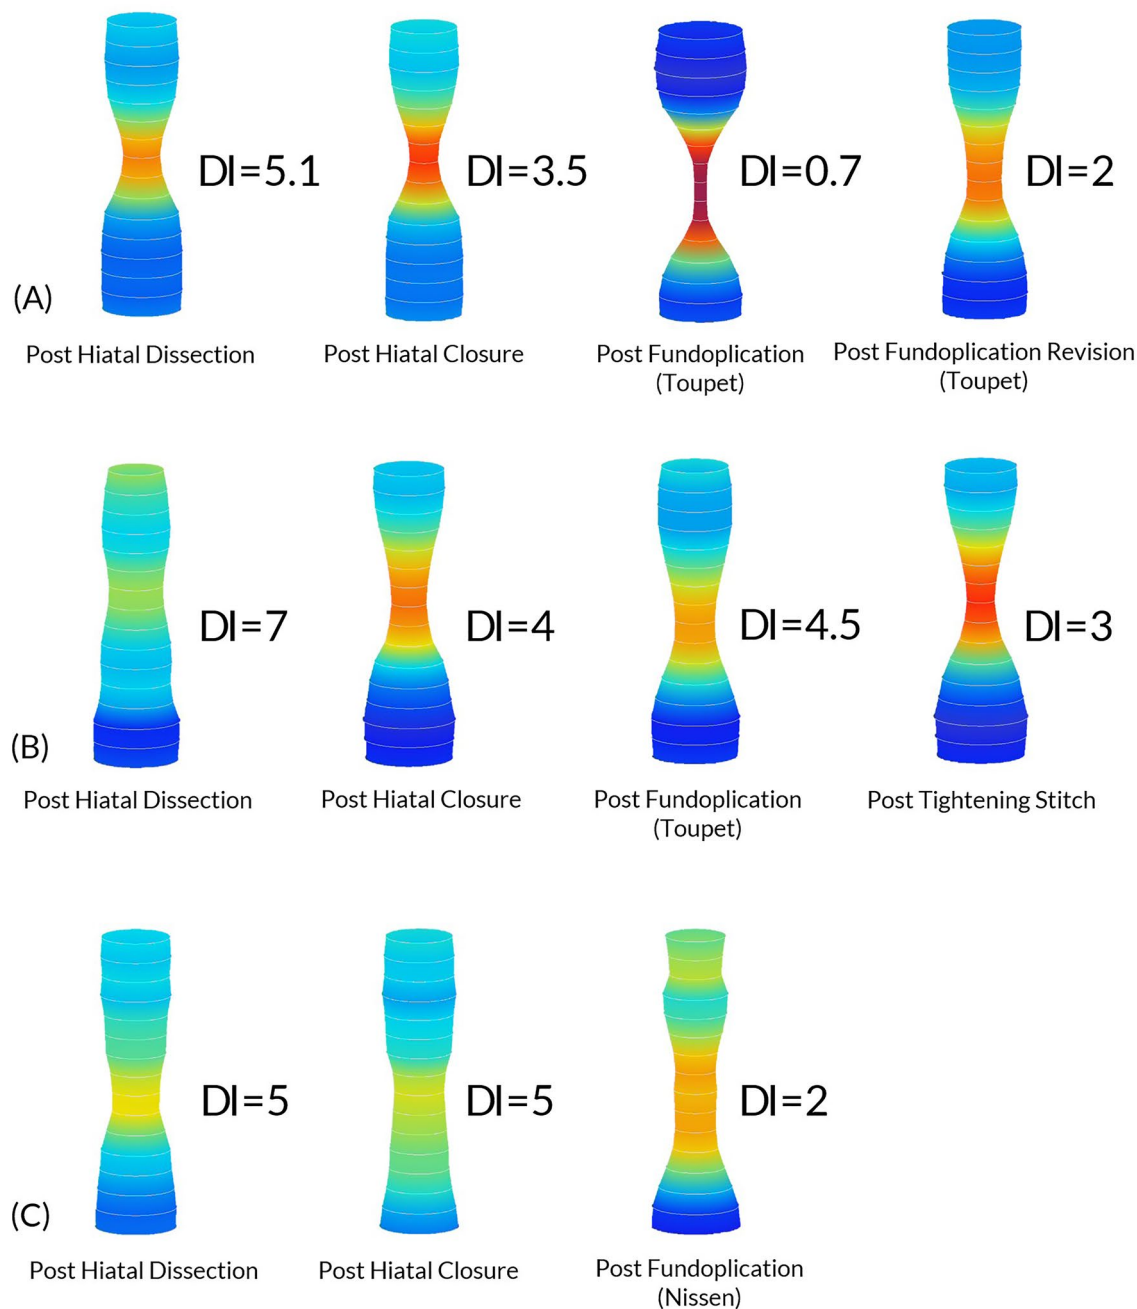 DI=5.1
DI=3.5
DI=0.7
DI=2
(A)
Post Hiatal Dissection
Post Hiatal Closure
Post Fundoplication
(Toupet)
Post Fundoplication Revision
(Toupet)
DI=7
DI=4
DI=4.5
DI=3
(B)
Post Hiatal Dissection
Post Hiatal Closure
Post Fundoplication
(Toupet)
Post Tightening Stitch
DI=5
DI=5
DI=2
(C)
Post Hiatal Dissection
Post Hiatal Closure
Post Fundoplication
(Nissen)